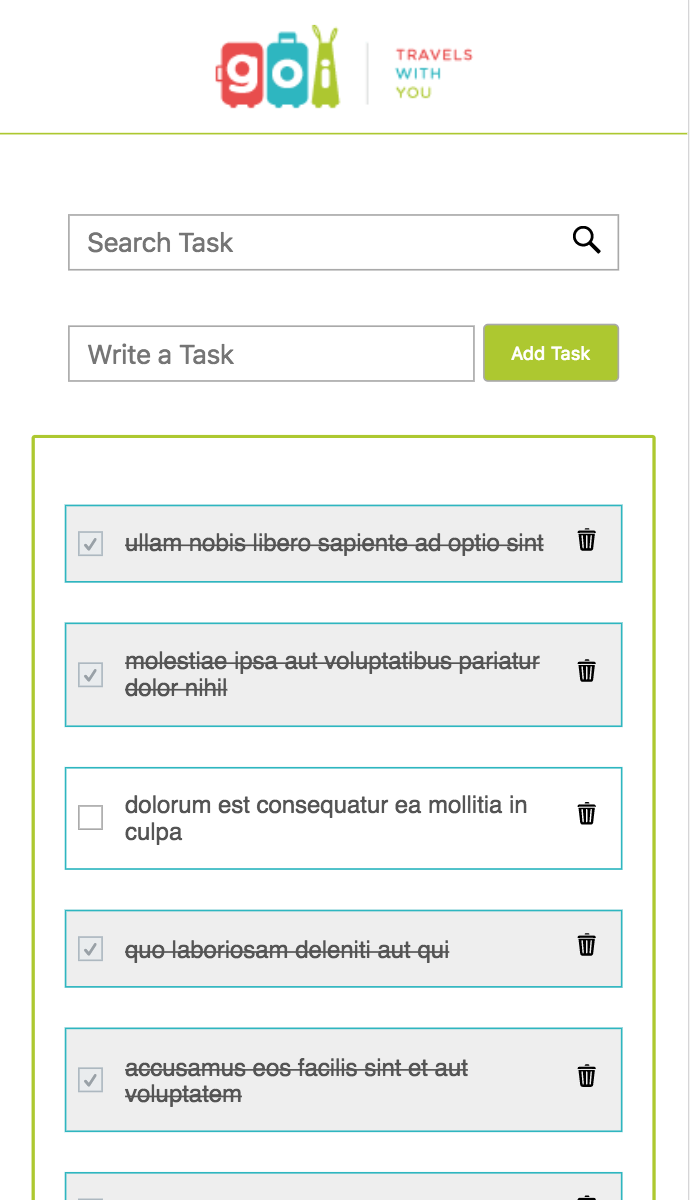 goi
TRAVELS
WITH
YOU
Search Task
Write a Task
Add Task
ullam nobis libero sapiente ad optio sint
molestiae ipsa aut voluptatibus pariatur
dolor nihil
dolorum est consequatur ea mollitia in
culpa
quo laboriosam deleniti aut qui
accusamus eos facilis sint et aut
voluptatem